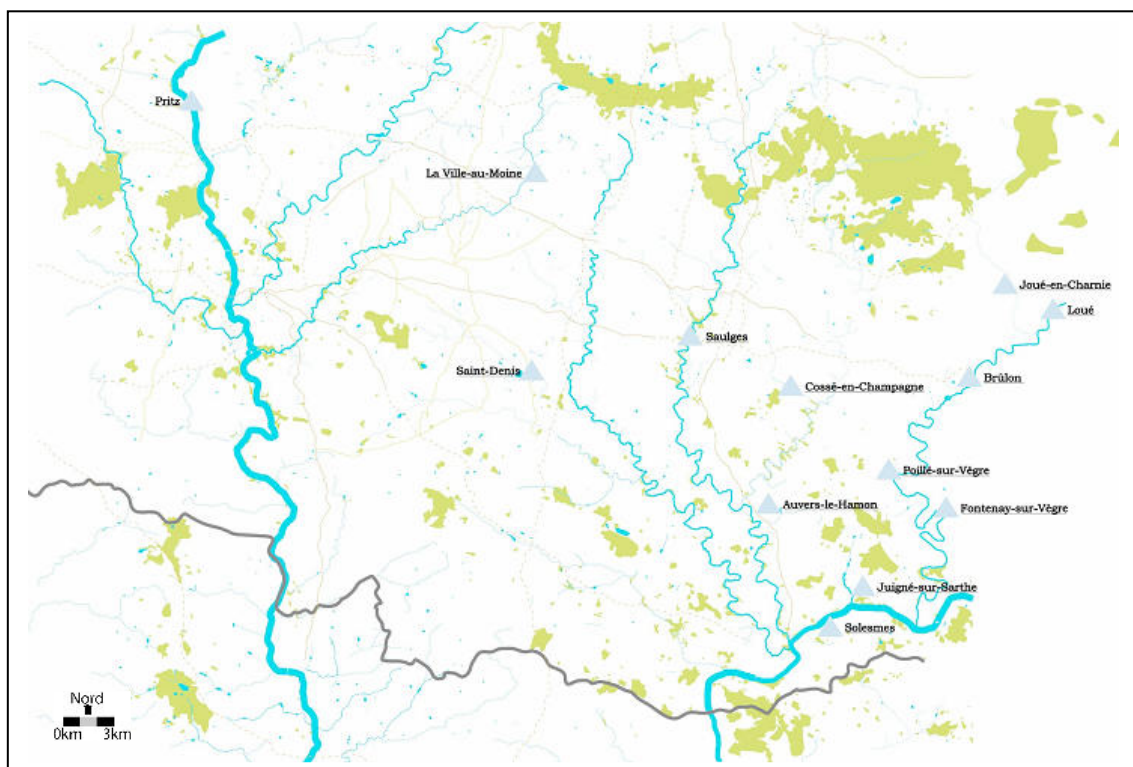 Pritz
La Ville-au-Moine
Joué-en-Charnie
Loué
Saulges
Saint-Denis
Cossé-en-Champagne
Brûlon
Poillé-sur-Vègre
Auvers-le-Hamon
Fontenay-sur-Vègre
Juigné-sur-Sarthe
Solesmes
Nord
0km 3km